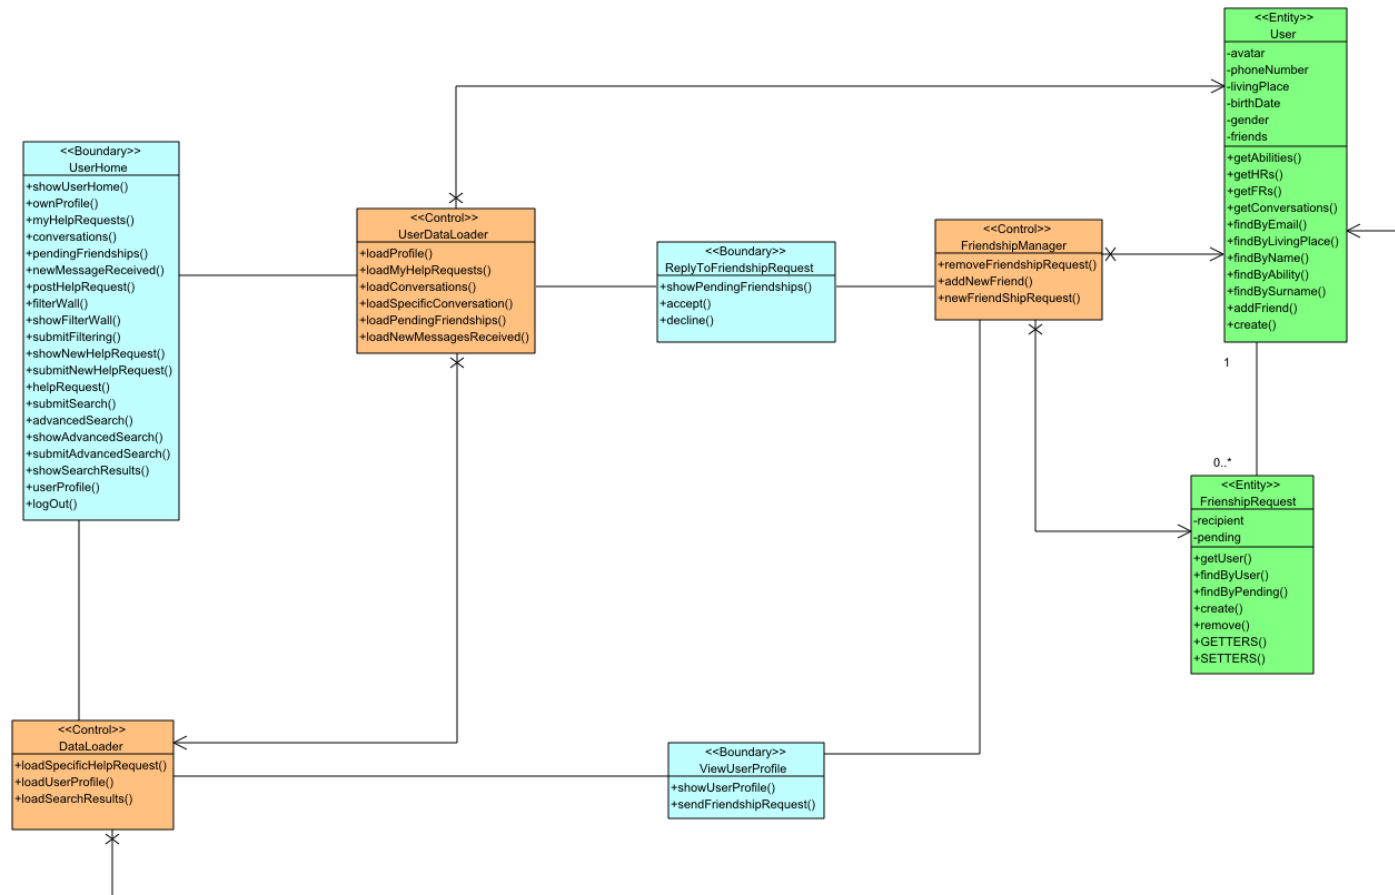 <<Entity>>
User
-avatar
-phoneNumber
-livingPlace
-birthDate
-gender
-friends
+getAbilities()
+getHRs()
+getFRs()
+getConversations()
+findByEmail()
+findByLivingPlace()
+findByName()
+findByAbility()
+findBySurname()
+addFriend()
+create()
<<Boundary>>
UserHome
+showUserHome()
+ownProfile()
+myHelpRequests()
+conversations()
+pendingFriendships()
+newMessageReceived()
+postHelpRequest()
+filterWall()
+showFilterWall()
+submitFiltering()
+showNewHelpRequest()
+submitNewHelpRequest()
+helpRequest()
+submitSearch()
+advancedSearch()
+showAdvancedSearch()
+submitAdvancedSearch()
+showSearchResults()
+userProfile()
+logOut()
<<Control>>
UserDataLoader
+loadProfile()
+loadMyHelpRequests()
+loadConversations()
+loadSpecificConversation()
+loadPendingFriendships()
+loadNewMessagesReceived()
<<Boundary>>
ReplyToFriendshipRequest
+showPendingFriendships()
+accept()
+decline()
<<Control>>
FriendshipManager
+removeFriendshipRequest()
+addNewFriend()
+newFriendShipRequest()
1
0..*
<<Entity>>
FrienshipRequest
-recipient
-pending
+getUser()
+findByUser()
+findByPending()
+create()
+remove()
+GETTERS()
+SETTERS()
<<Control>>
DataLoader
+loadSpecificHelpRequest()
+loadUserProfile()
+loadSearchResults()
<<Boundary>>
ViewUserProfile
+showUserProfile()
+sendFriendshipRequest()